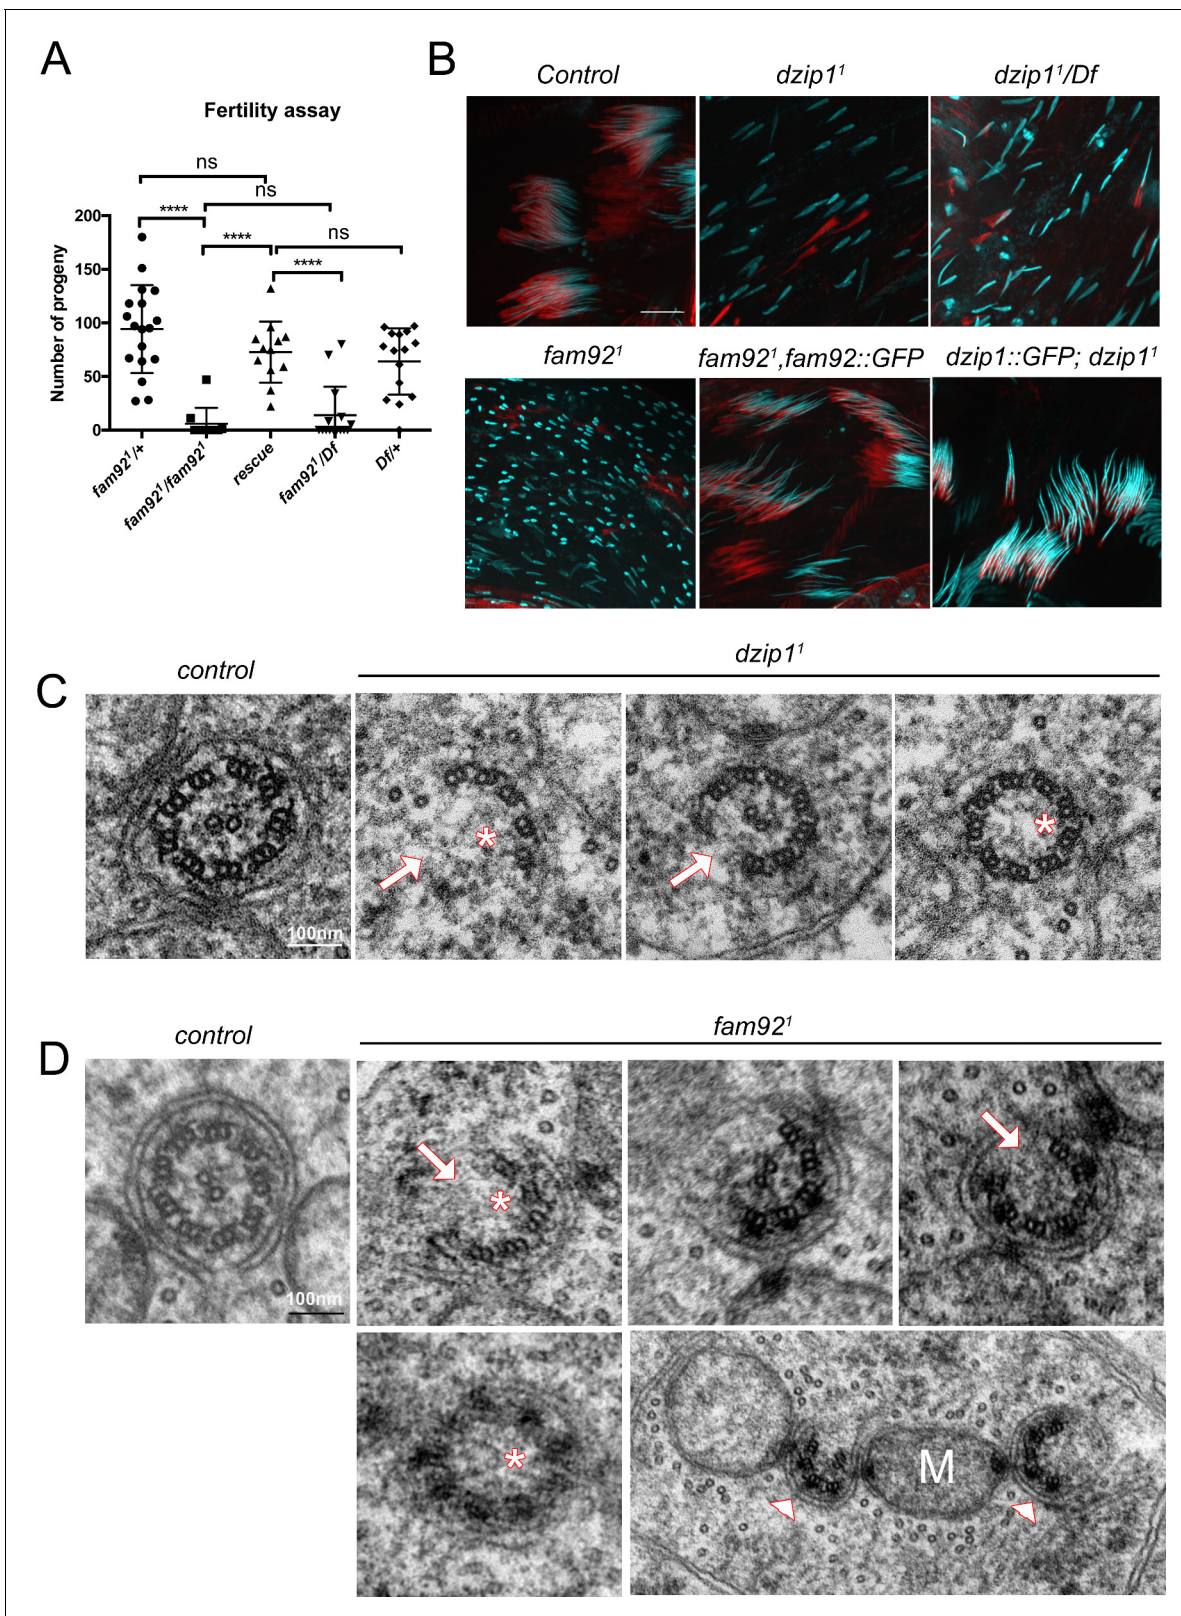 A
Fertility assay
ns
ns
****
****
ns
****
Number of progeny
200
150
100
50
0
fam92¹/+
fam92¹/fam92¹
rescue
fam92¹/Df
Df/+
B
Control
dzip1¹
dzip1¹/Df
fam92¹
fam92¹,fam92::GFP
dzip1::GFP; dzip1¹
C
control
dzip1¹
100nm
*
*
D
control
fam92¹
100nm
*
*
M